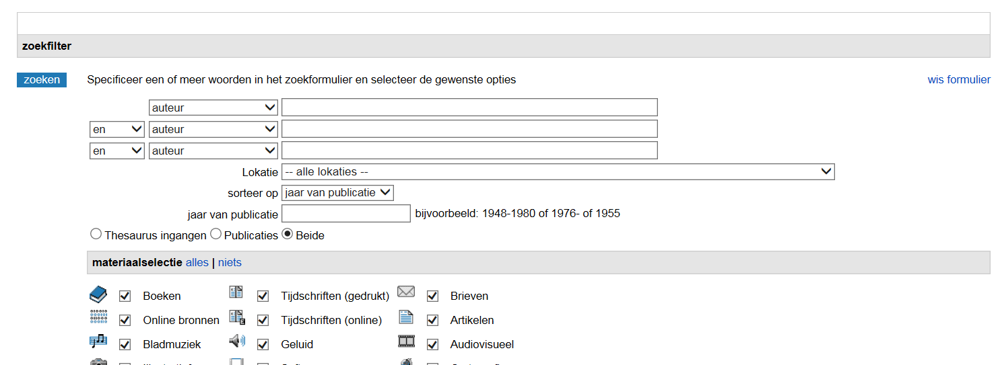 zoekfilter
zoeken Specificeer een of meer woorden in het zoekformulier en selecteer de gewenste opties wis formulier
auteur
en auteur
en auteur
Lokatie -- alle lokaties --
sorteer op jaar van publicatie
jaar van publicatie bijvoorbeeld: 1948-1980 of 1976- of 1955
Thesaurus ingangen Publicaties Beide
materiaalselectie alles | niets
Boeken Tijdschriften (gedrukt) Brieven
Online bronnen Tijdschriften (online) Artikelen
Bladmuziek Geluid Audiovisueel